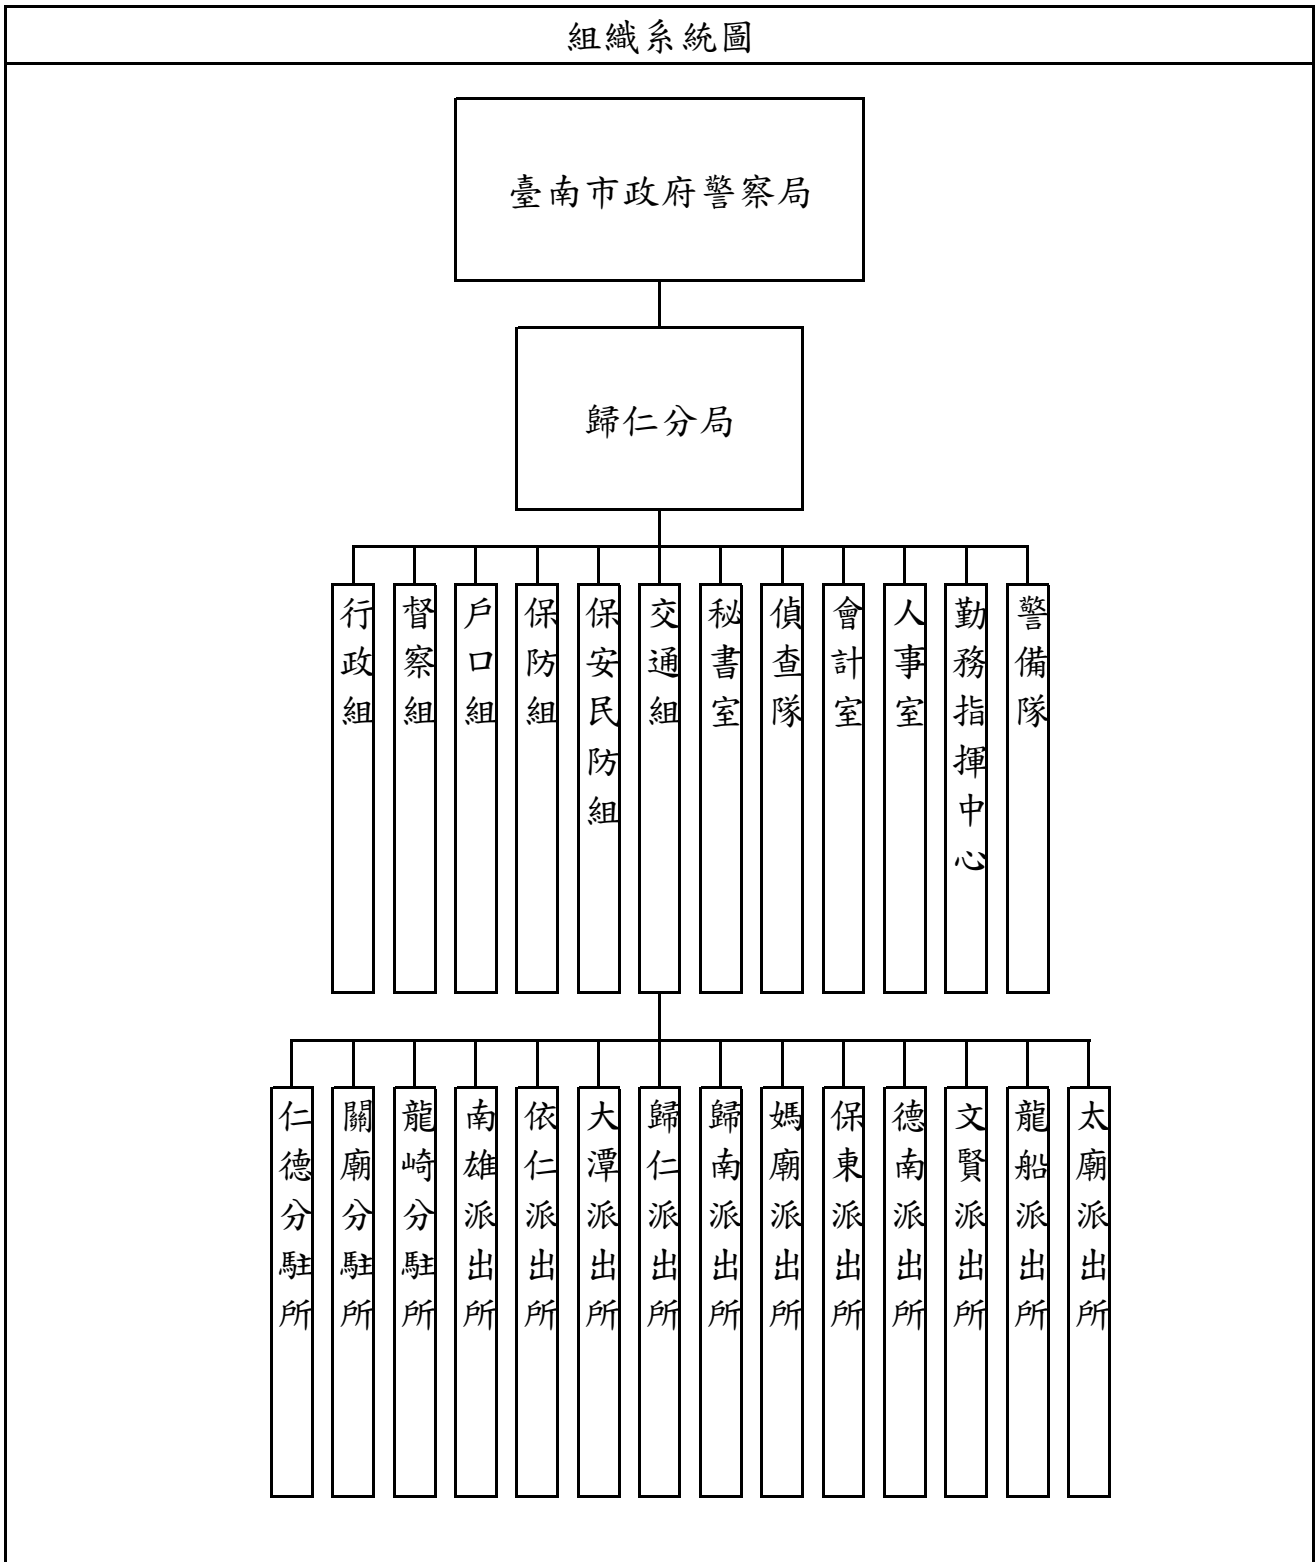 組織系統圖
臺南市政府警察局
歸仁分局
行政組
督察組
戶口組
保防組
保安民防組
交通組
秘書室
偵查隊
會計室
人事室
勤務指揮中心
警備隊
仁德分駐所
關廟分駐所
龍崎分駐所
南雄派出所
依仁派出所
大潭派出所
歸仁派出所
歸南派出所
媽廟派出所
保東派出所
德南派出所
文賢派出所
龍船派出所
太廟派出所